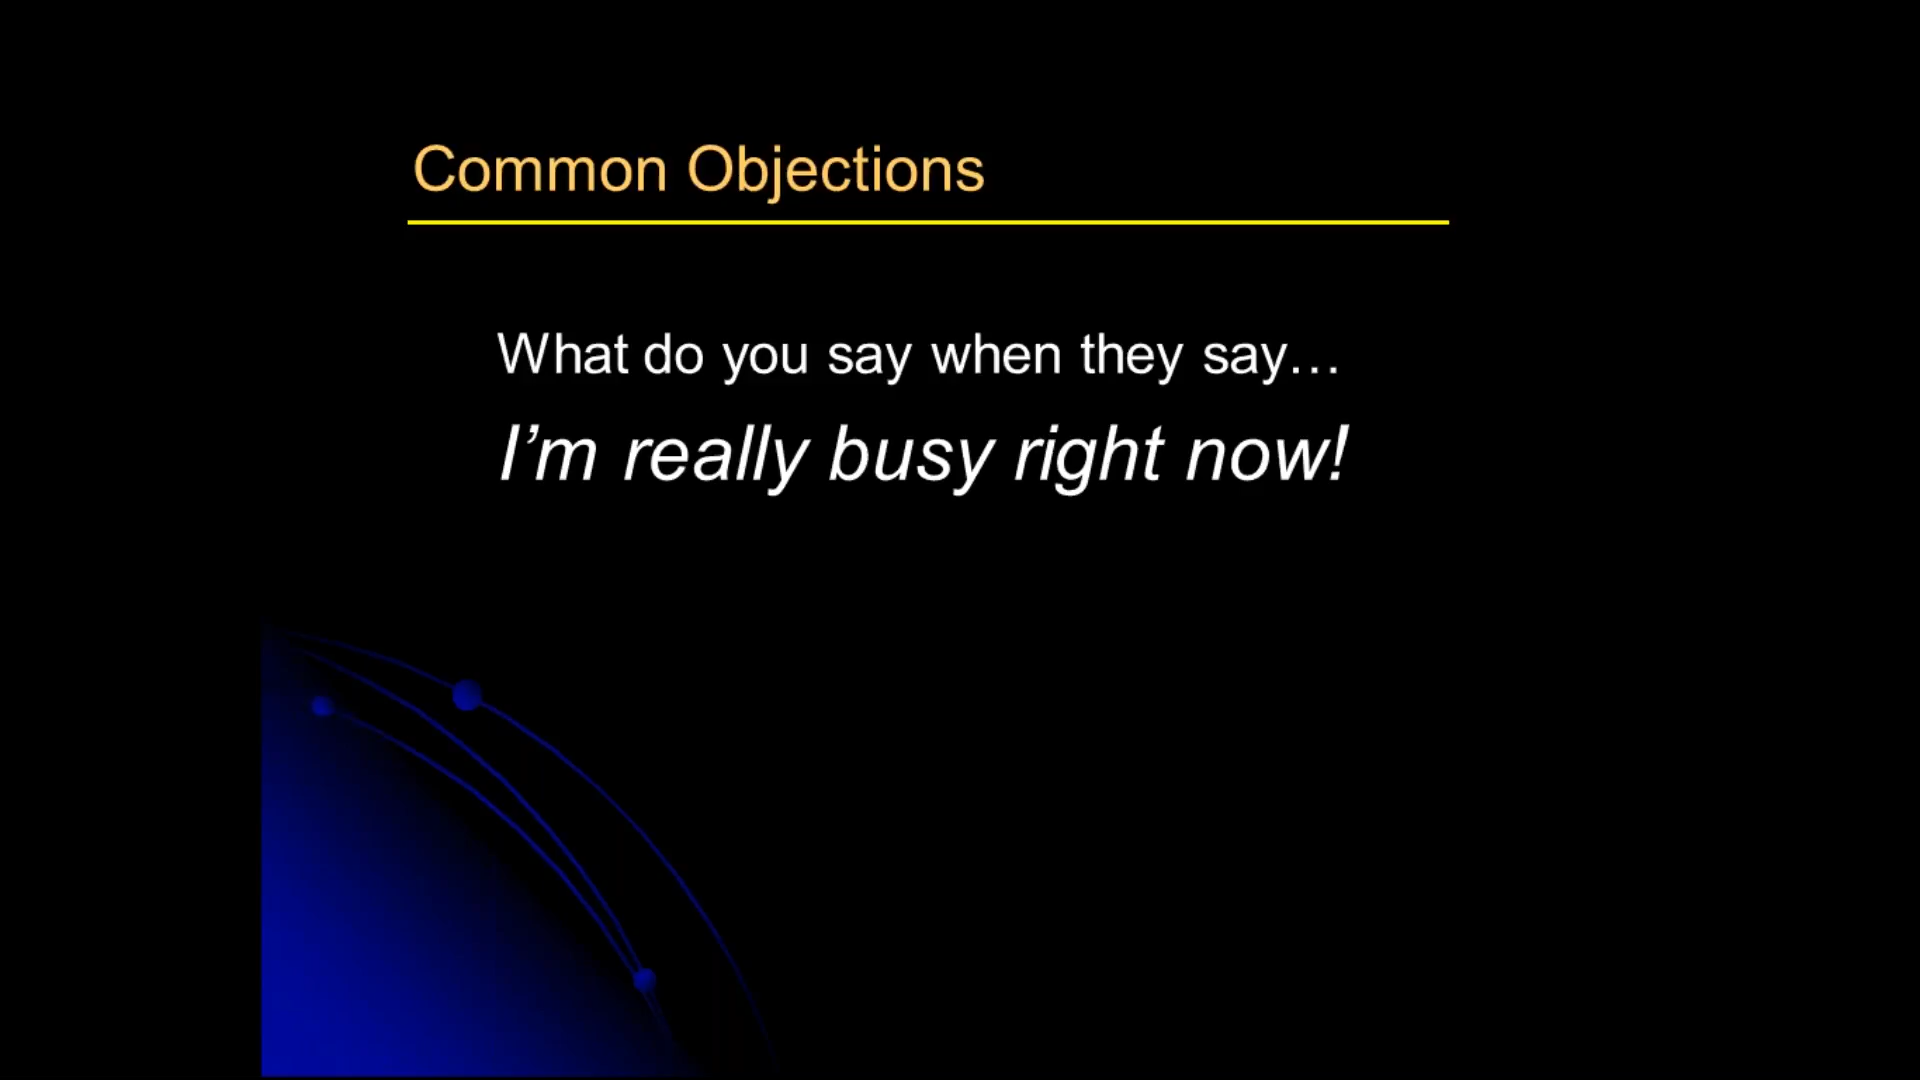 Common Objections
What do you say when they say…
I’m really busy right now!